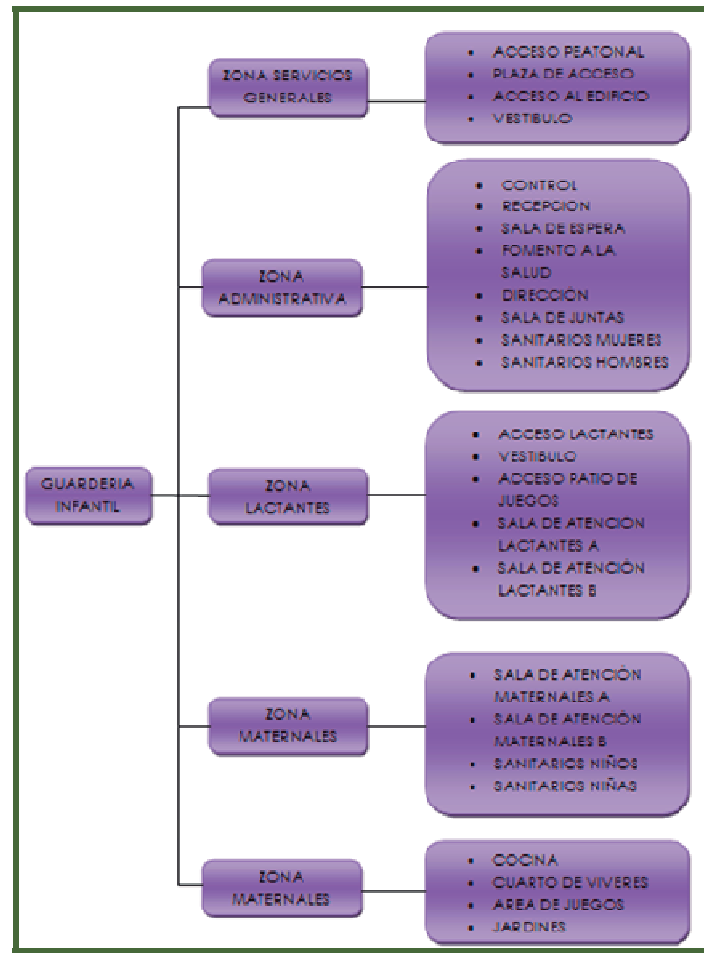 GUARDERIA
INFANTIL
ZONA SERVICIOS
GENERALES
• ACCESO PEATONAL
• PLAZA DE ACCESO
• ACCESO AL EDIFICIO
• VESTIBULO
ZONA
ADMINISTRATIVA
• CONTROL
• RECEPCIÓN
• SALA DE ESPERA
• FOMENTO A LA
SALUD
• DIRECCIÓN
• SALA DE JUNTAS
• SANITARIOS MUJERES
• SANITARIOS HOMBRES
ZONA
LACTANTES
• ACCESO LACTANTES
• VESTIBULO
• ACCESO PATIO DE
JUEGOS
• SALA DE ATENCIÓN
LACTANTES A
• SALA DE ATENCIÓN
LACTANTES B
ZONA
MATERNALES
• SALA DE ATENCIÓN
MATERNALES A
• SALA DE ATENCIÓN
MATERNALES B
• SANITARIOS NIÑOS
• SANITARIOS NIÑAS
ZONA
MATERNALES
• COCINA
• CUARTO DE VIVERES
• AREA DE JUEGOS
• JARDINES